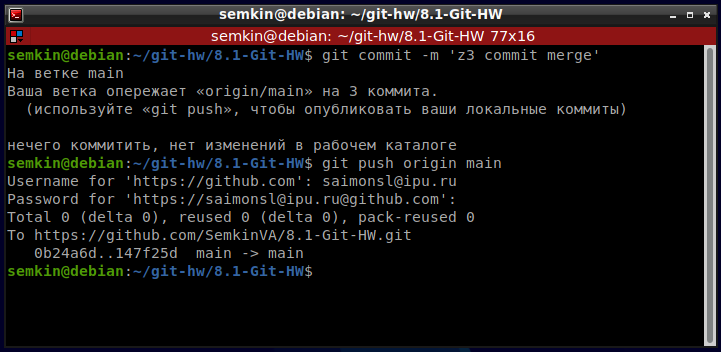 semkin@debian: ~/git-hw/8.1-Git-HW
semkin@debian: ~/git-hw/8.1-Git-HW 77x16
semkin@debian:~/git-hw/8.1-Git-HW$ git commit -m 'z3 commit merge'
На ветке main
Ваша ветка опережает «origin/main» на 3 коммита.
  (используйте «git push», чтобы опубликовать ваши локальные коммиты)
нечего коммитить, нет изменений в рабочем каталоге
semkin@debian:~/git-hw/8.1-Git-HW$ git push origin main
Username for 'https://github.com': saimonsl@ipu.ru
Password for 'https://saimonsl@ipu.ru@github.com':
Total 0 (delta 0), reused 0 (delta 0), pack-reused 0
To https://github.com/SemkinVA/8.1-Git-HW.git
   0b24a6d..147f25d  main -> main
semkin@debian:~/git-hw/8.1-Git-HW$